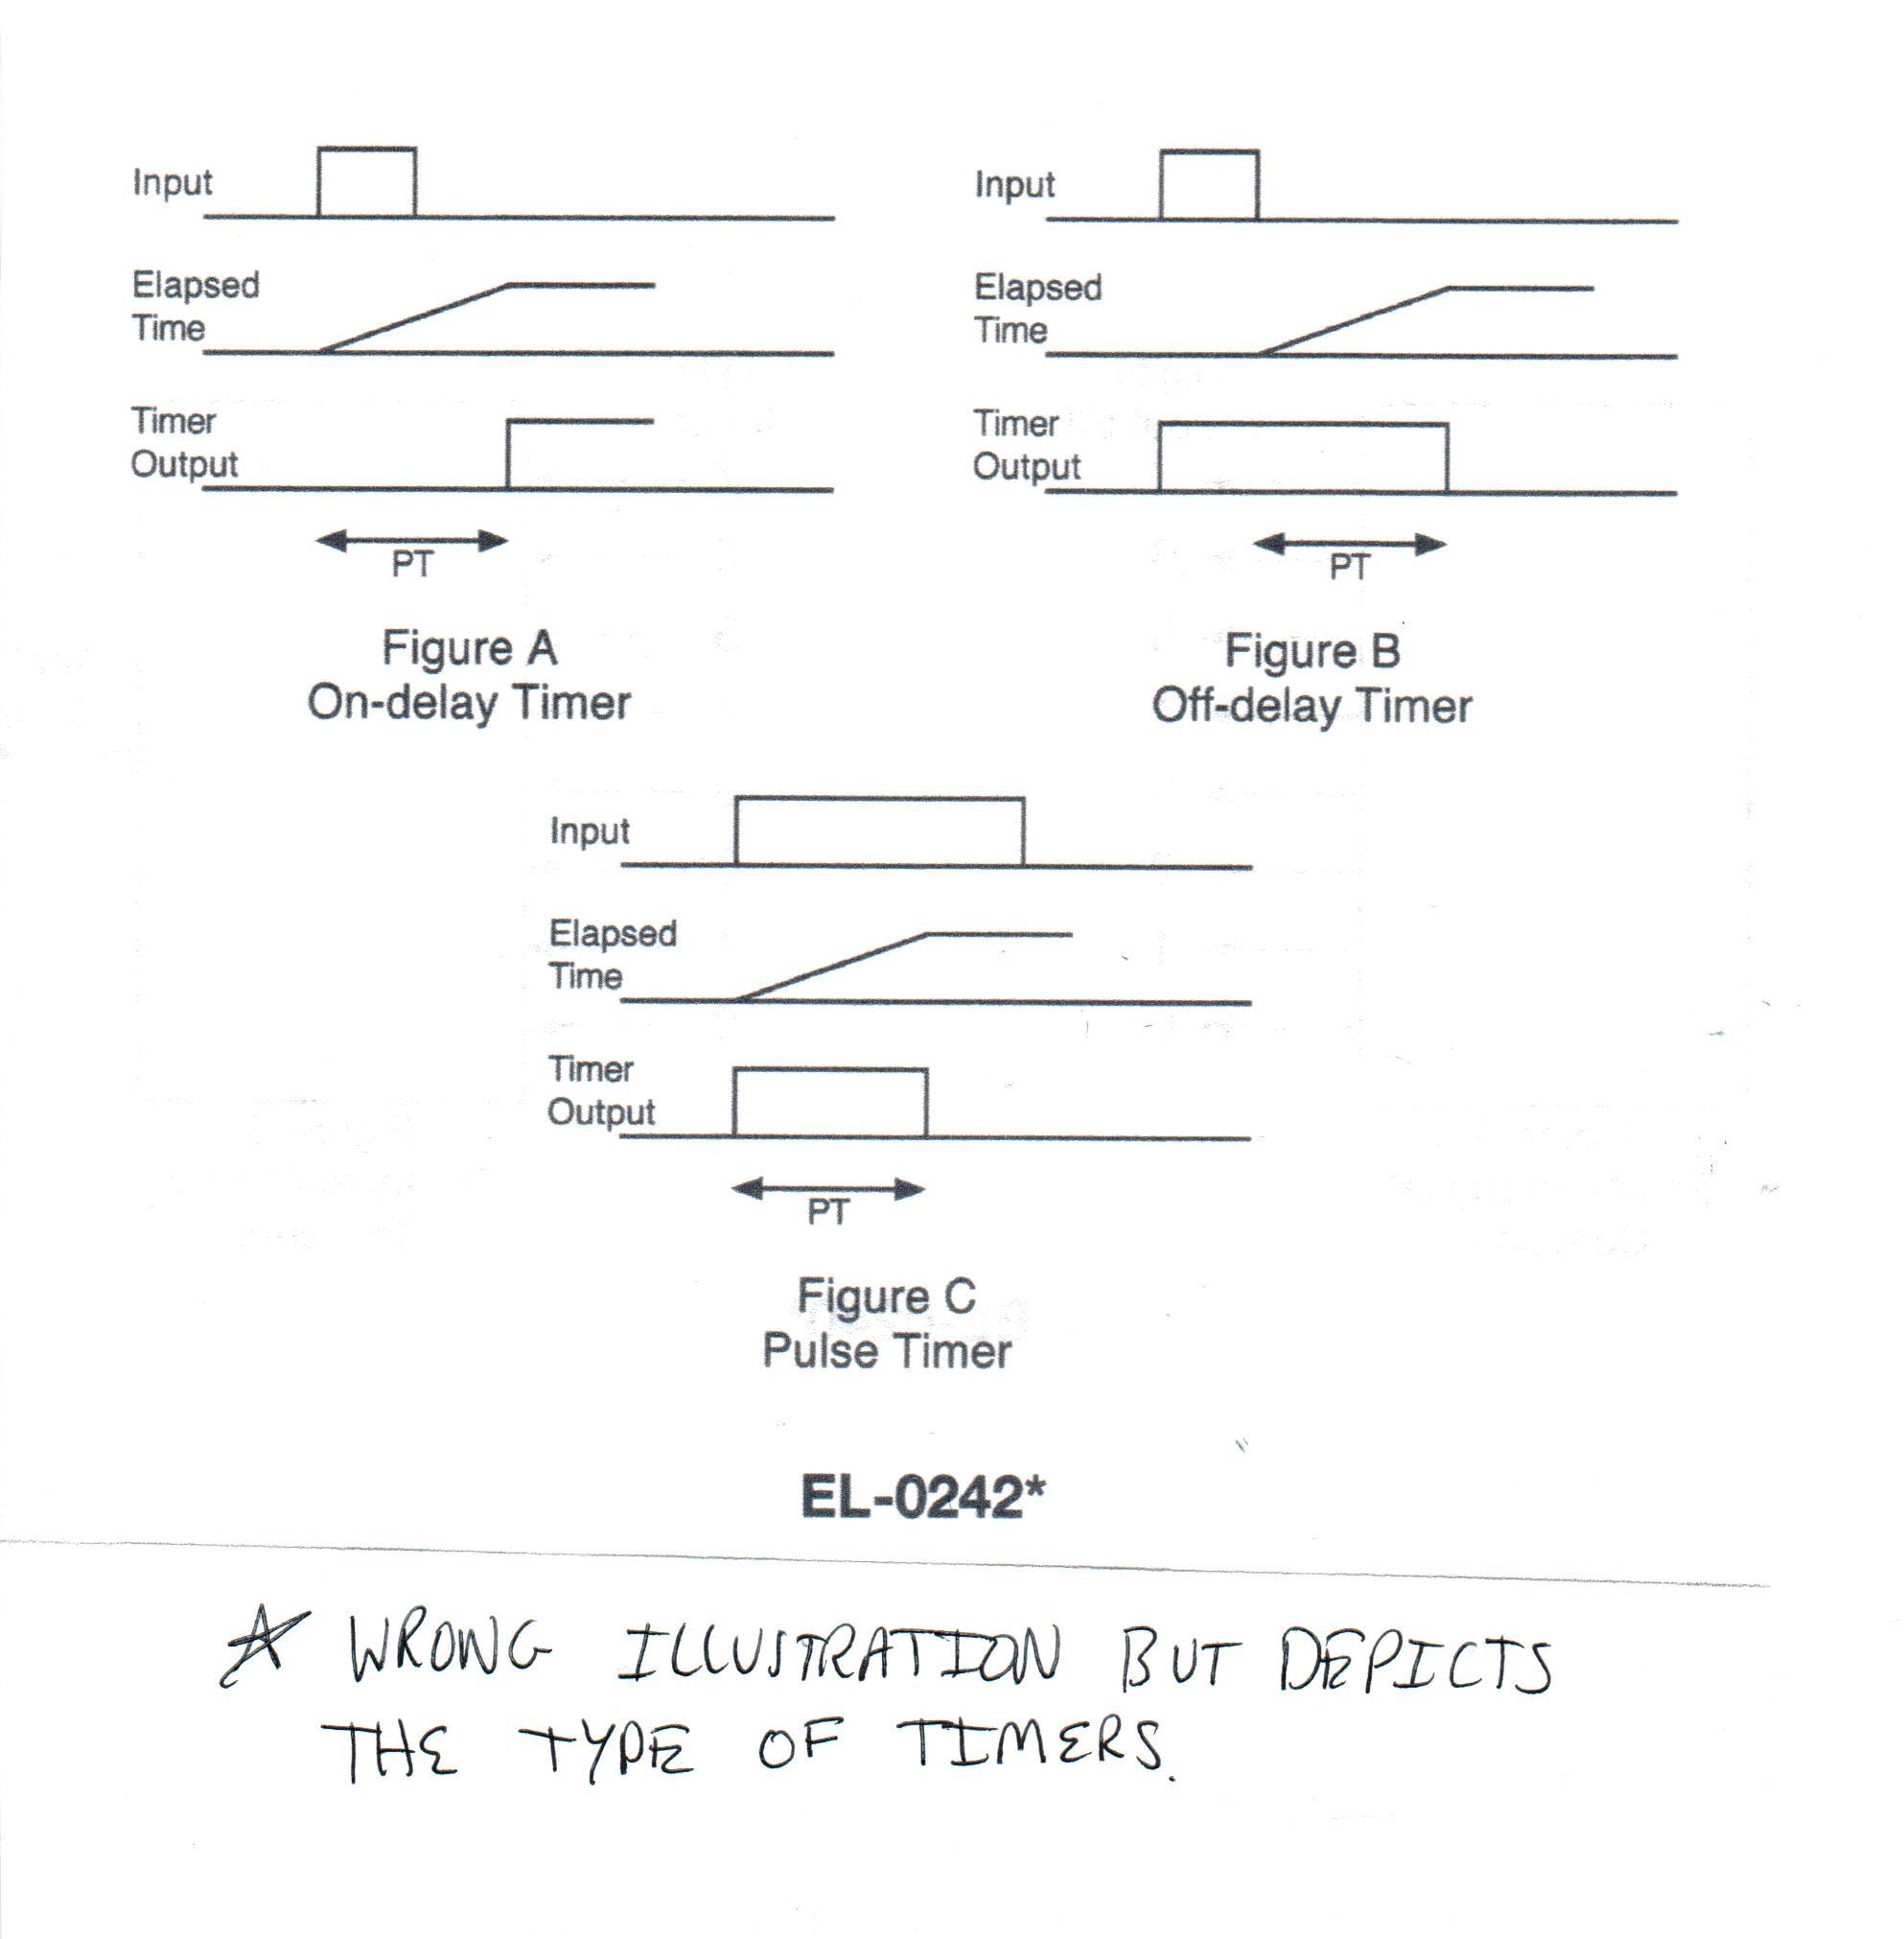 Input
Elapsed
Time
Timer
Output
PT
Figure A
On-delay Timer
Input
Elapsed
Time
Timer
Output
PT
Figure B
Off-delay Timer
Input
Elapsed
Time
Timer
Output
PT
Figure C
Pulse Timer
EL-0242*
* WRONG ILLUSTRATION BUT DEPICTS
THE TYPE OF TIMERS.